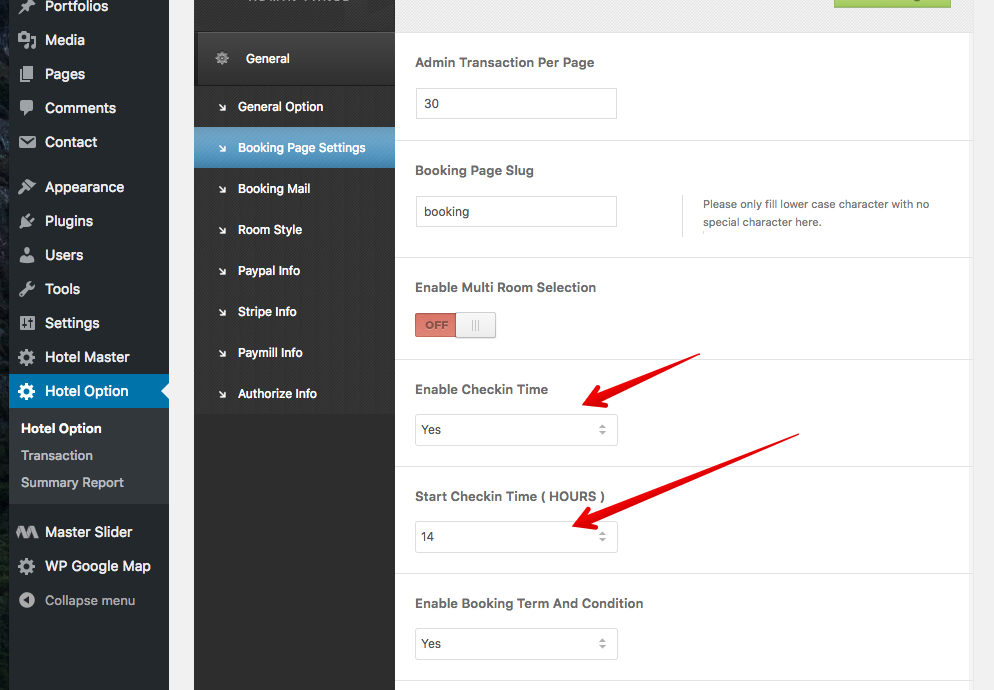 Portfolios
Media
Pages
Comments
Contact
Appearance
Plugins
Users
Tools
Settings
Hotel Master
Hotel Option
Hotel Option
Transaction
Summary Report
Master Slider
WP Google Map
Collapse menu
General
General Option
Booking Page Settings
Booking Mail
Room Style
Paypal Info
Stripe Info
Paymill Info
Authorize Info
Admin Transaction Per Page
30
Booking Page Slug
booking
Please only fill lower case character with no
special character here.
Enable Multi Room Selection
OFF
Enable Checkin Time
Yes
Start Checkin Time ( HOURS )
14
Enable Booking Term And Condition
Yes